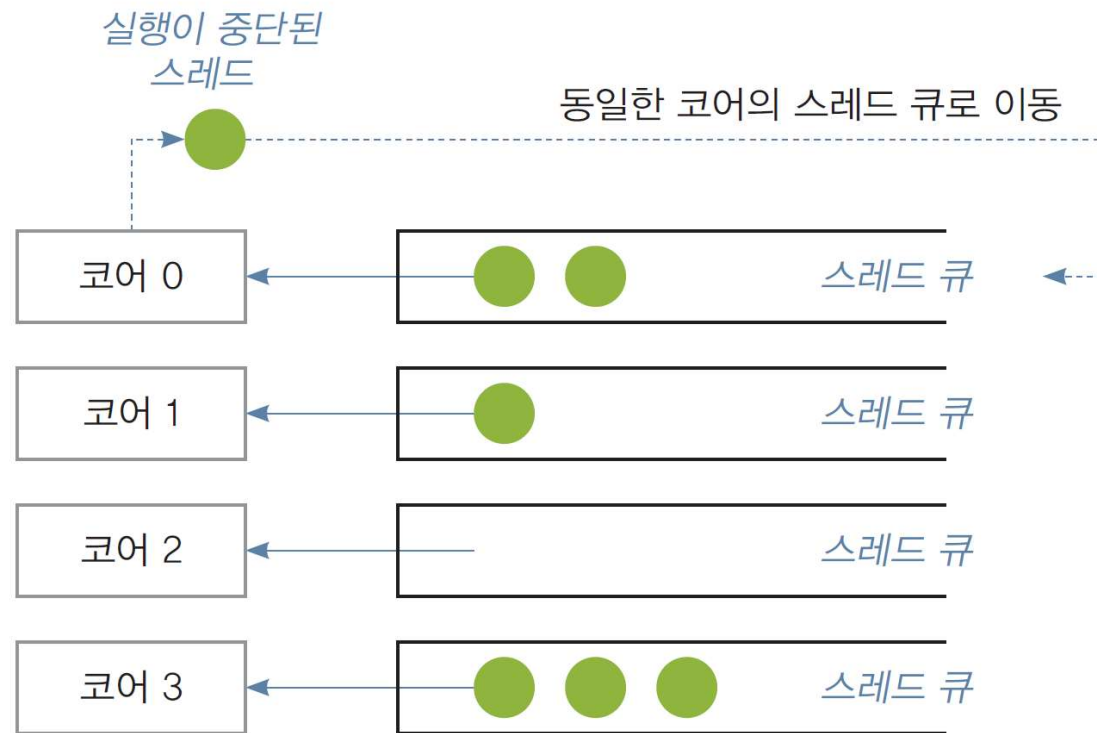 실행이 중단된
스레드
동일한 코어의 스레드 큐로 이동
코어 0
스레드 큐
코어 1
스레드 큐
코어 2
스레드 큐
코어 3
스레드 큐